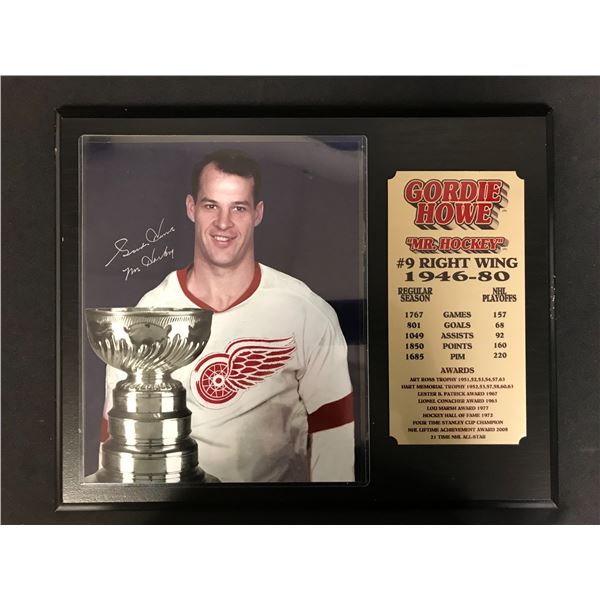 Gordie Howe
Mr Hockey
GORDIE
HOWE
"MR. HOCKEY"
#9 RIGHT WING
1946-80
REGULAR SEASON NHL PLAYOFFS
1767 GAMES 157
801 GOALS 68
1049 ASSISTS 92
1850 POINTS 160
1685 PIM 220
AWARDS
ART ROSS TROPHY 1951,52,53,54,57,63
HART MEMORIAL TROPHY 1952,53,57,58,60,63
LESTER B. PATRICK AWARD 1967
LIONEL CONACHER AWARD 1963
LOU MARSH AWARD 1977
HOCKEY HALL OF FAME 1972
FOUR TIME STANLEY CUP CHAMPION
NHL LIFTIME ACHIEVEMENT AWARD 2008
21 TIME NHL ALL-STAR